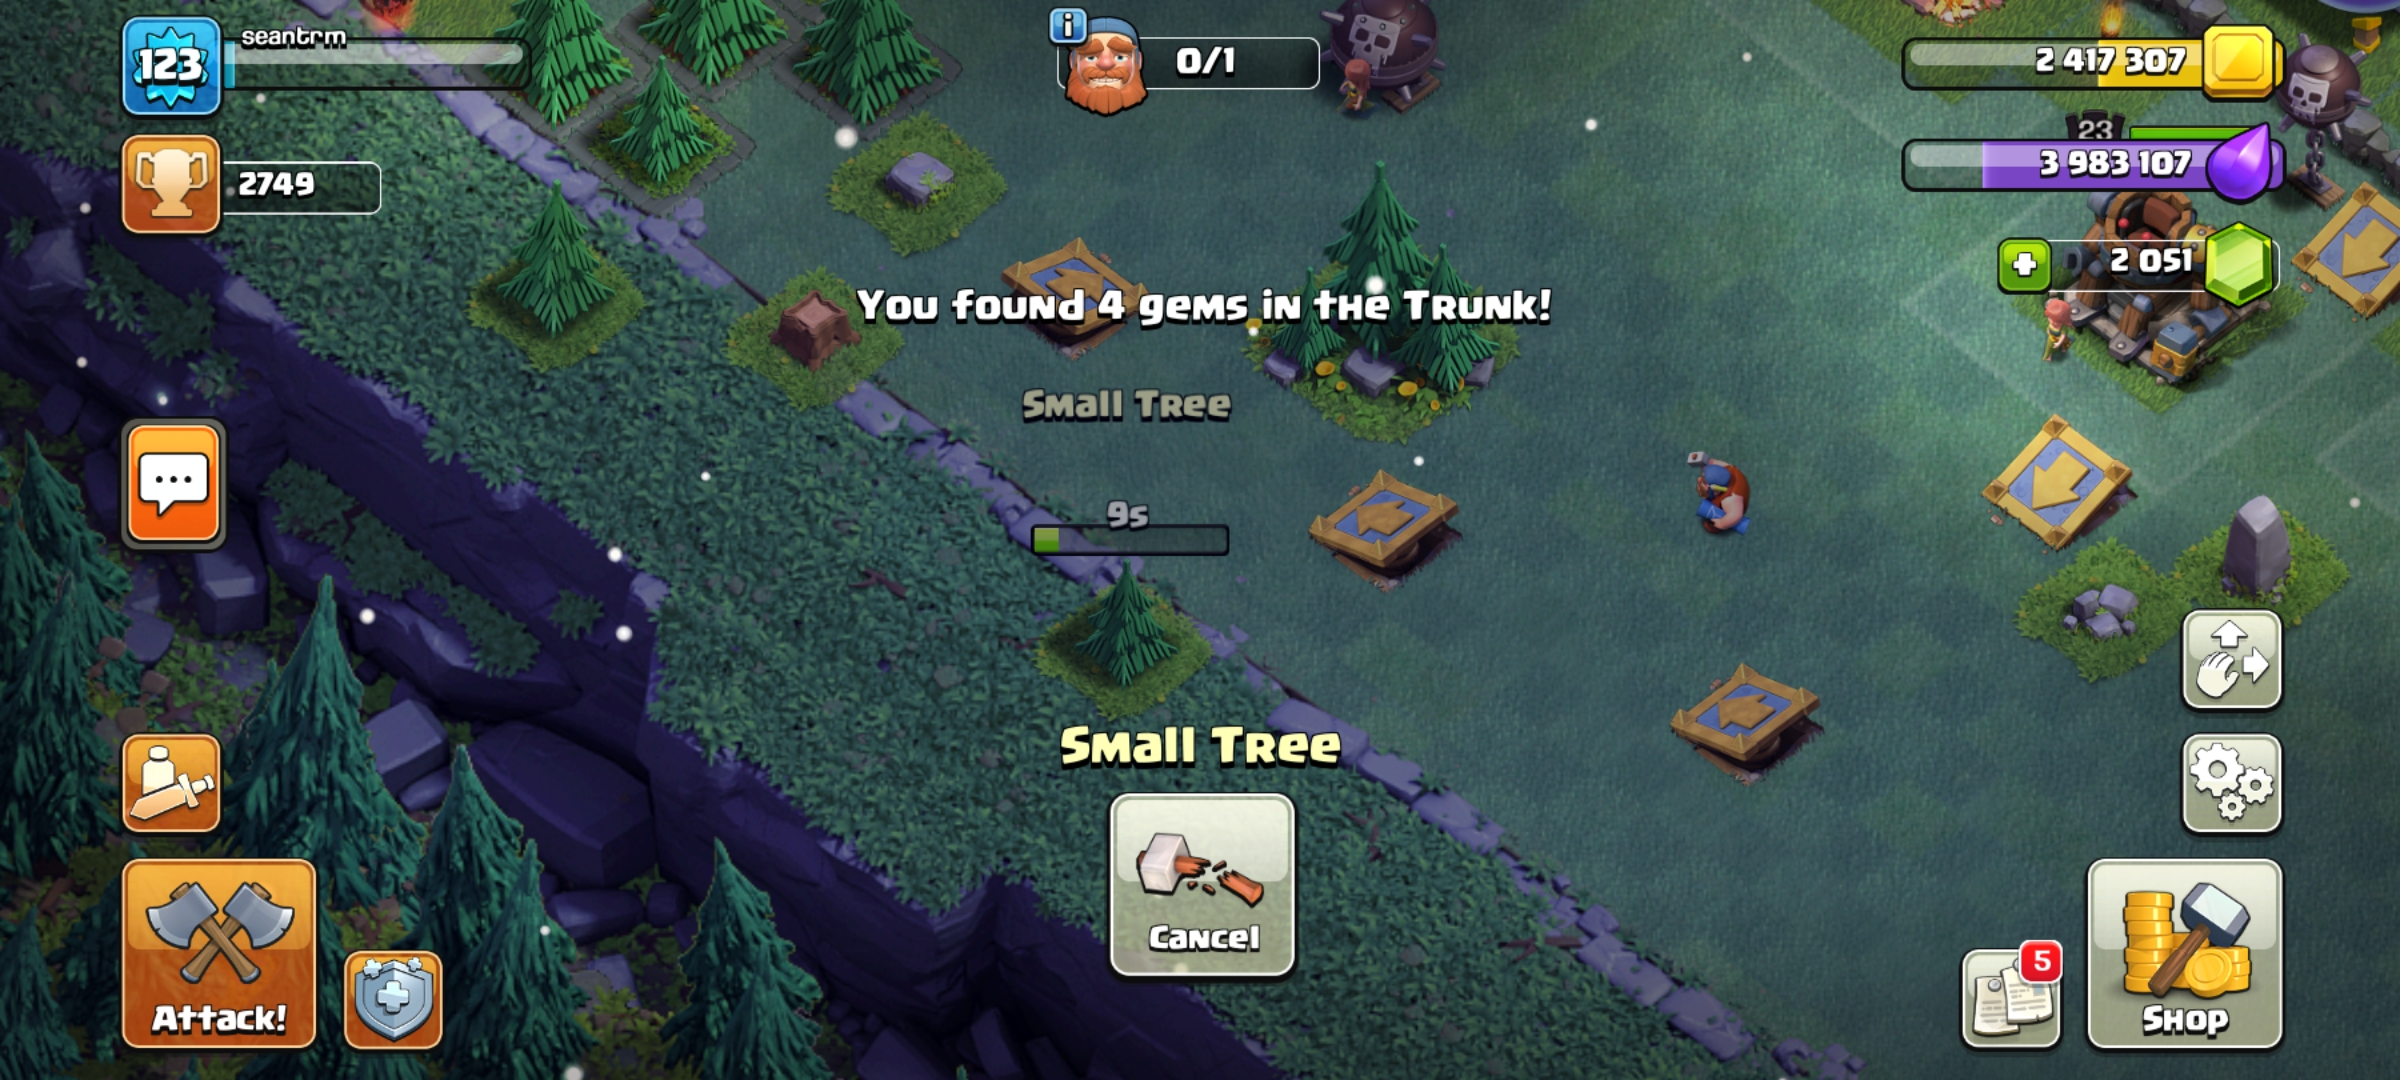 123
seantrm
2749
i
0/1
2 417 307
23
3 983 107
2 051
You found 4 gems in the Trunk!
Small Tree
9s
Small Tree
Cancel
Attack!
5
Shop